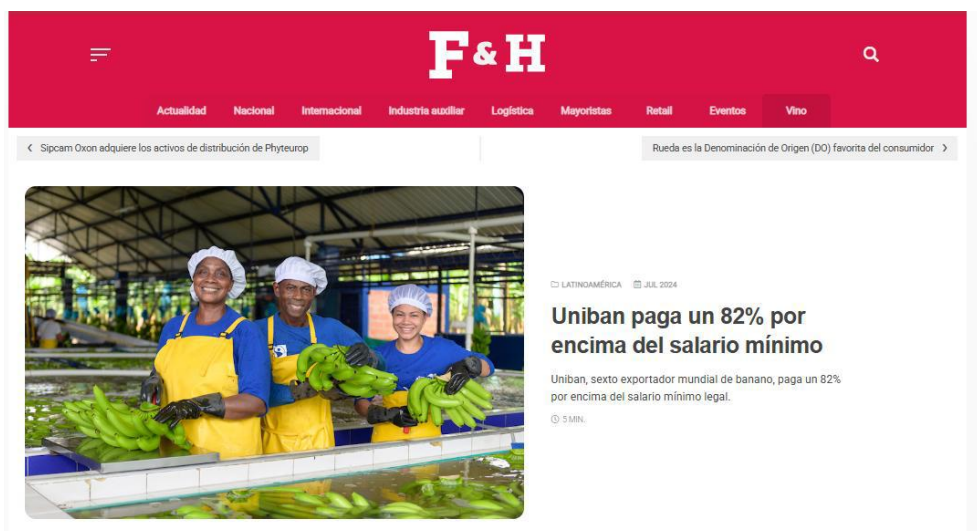 F & H
Actualidad Nacional Internacional Industria auxiliar Logística Mayoristas Retail Eventos Vino
Sipcam Oxon adquiere los activos de distribución de Phyteurop
Rueda es la Denominación de Origen (DO) favorita del consumidor
LATINOAMÉRICA JUL 2024
Uniban paga un 82% por
encima del salario mínimo
Uniban, sexto exportador mundial de banano, paga un 82%
por encima del salario mínimo legal.
5 MIN.